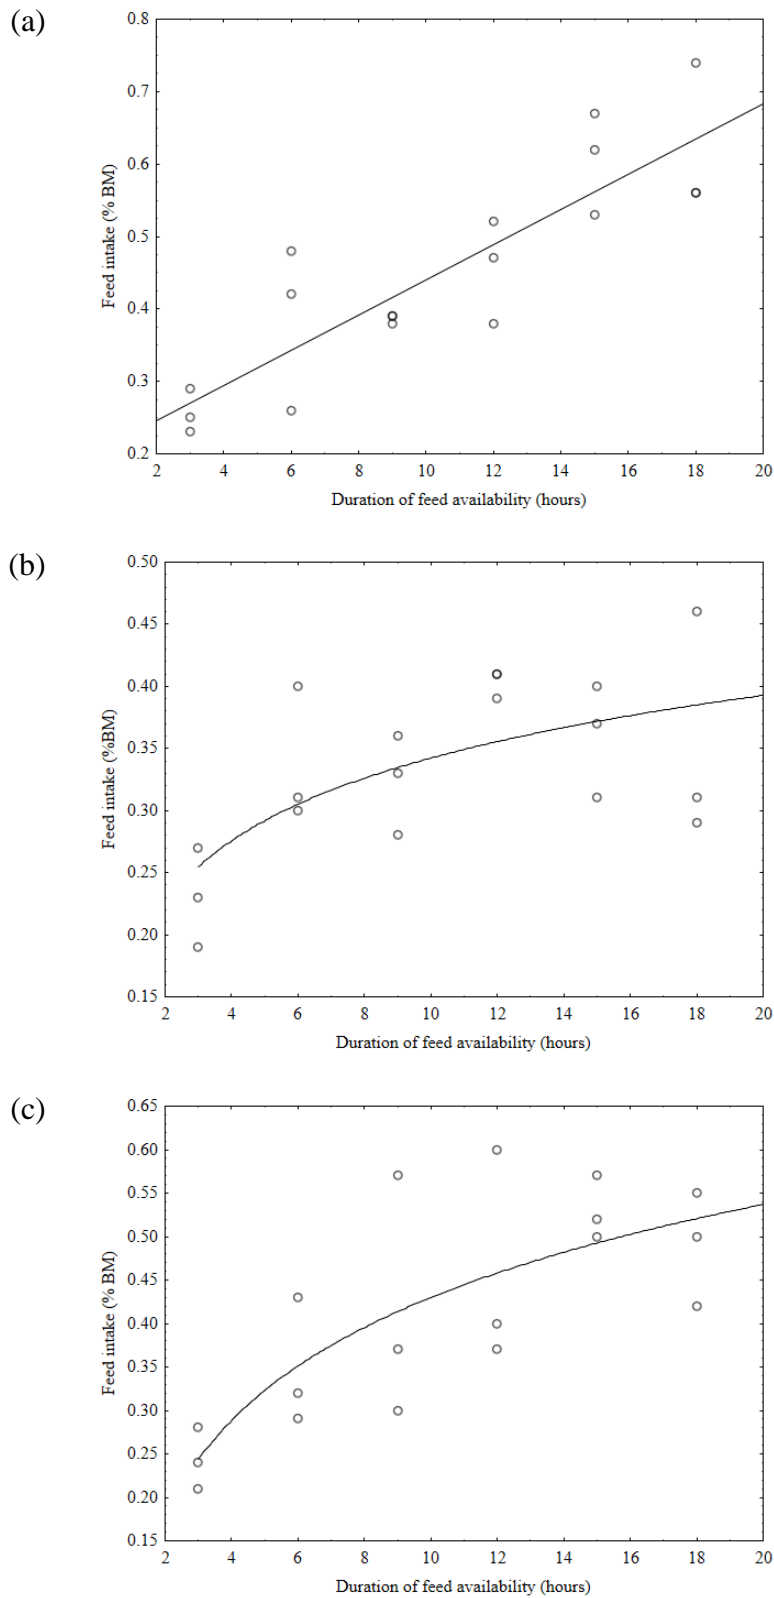 (a)
0.8
0.7
0.6
0.5
0.4
0.3
0.2
Feed intake (% BM)
2 4 6 8 10 12 14 16 18 20
Duration of feed availability (hours)
(b)
0.50
0.45
0.40
0.35
0.30
0.25
0.20
0.15
Feed intake (%BM)
2 4 6 8 10 12 14 16 18 20
Duration of feed availability (hours)
(c)
0.65
0.60
0.55
0.50
0.45
0.40
0.35
0.30
0.25
0.20
0.15
Feed intake (% BM)
2 4 6 8 10 12 14 16 18 20
Duration of feed availability (hours)